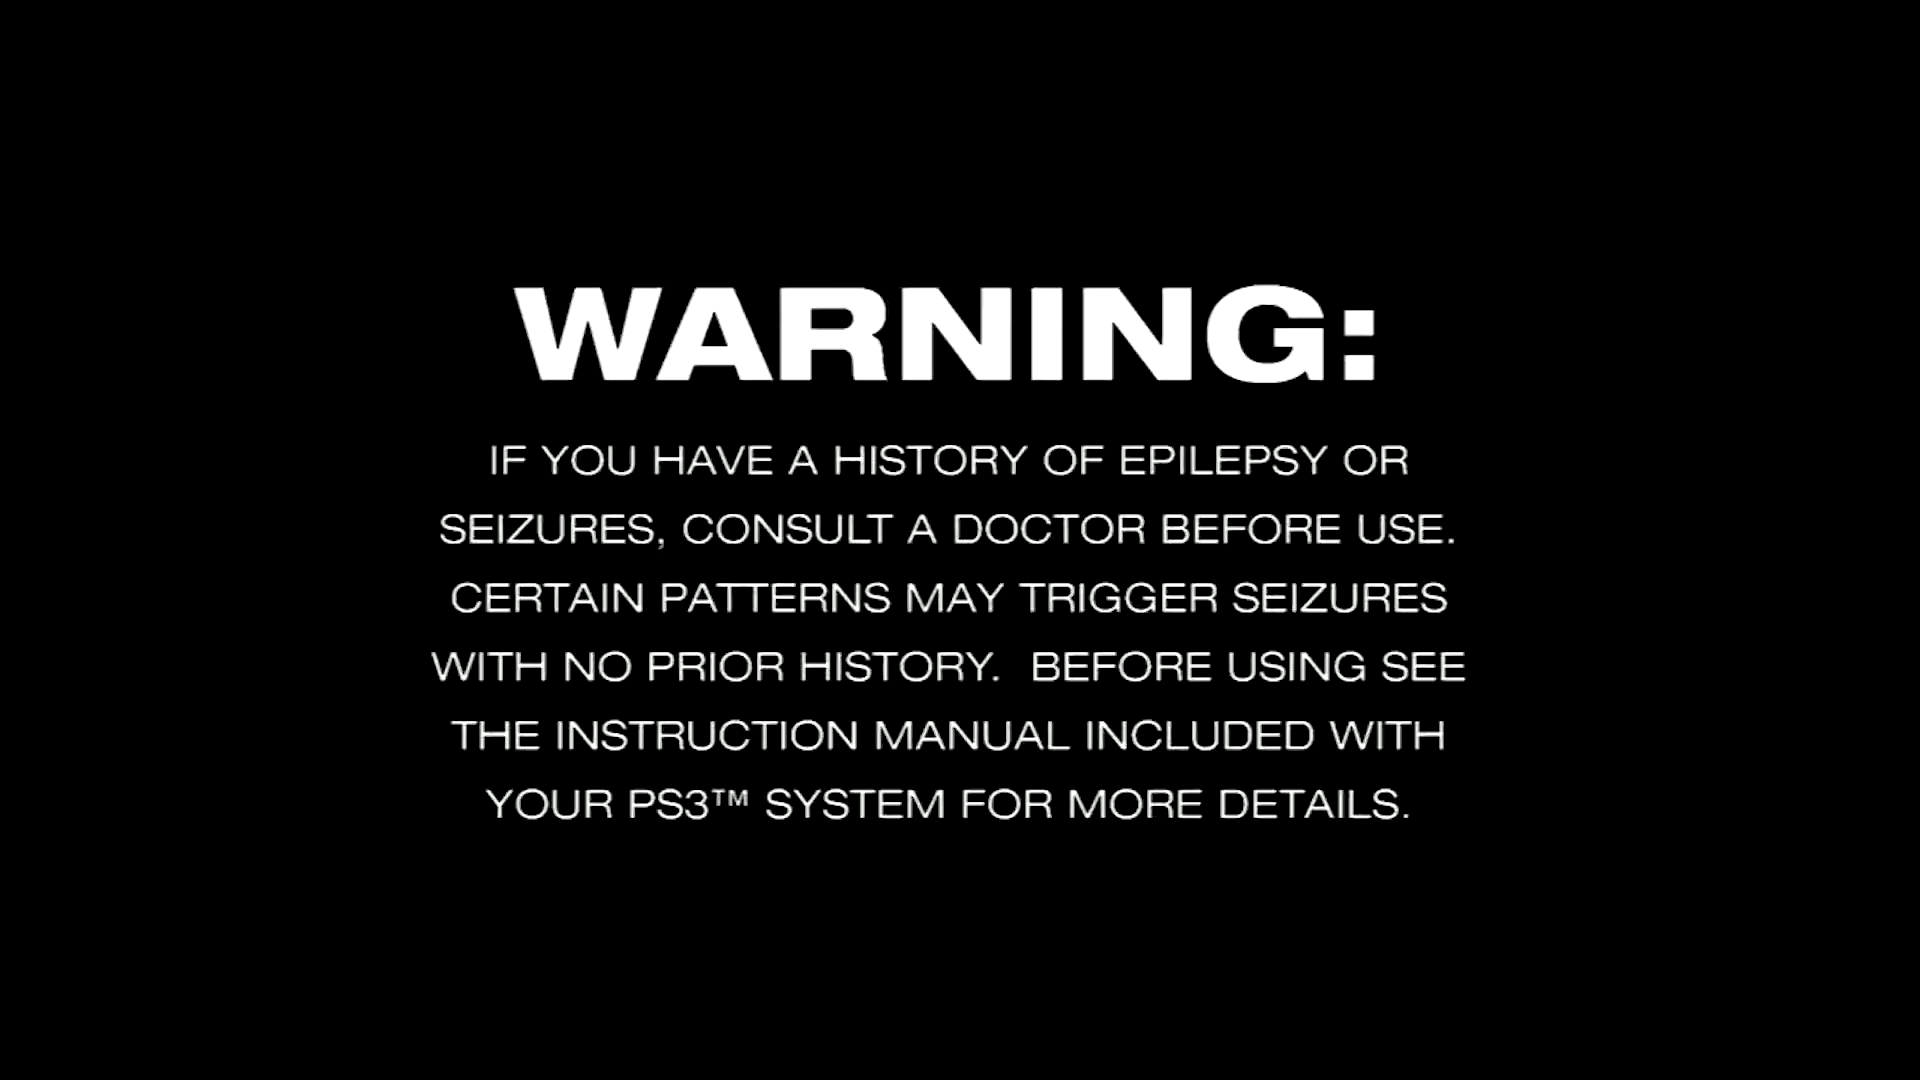 WARNING:
IF YOU HAVE A HISTORY OF EPILEPSY OR
SEIZURES, CONSULT A DOCTOR BEFORE USE.
CERTAIN PATTERNS MAY TRIGGER SEIZURES
WITH NO PRIOR HISTORY.  BEFORE USING SEE
THE INSTRUCTION MANUAL INCLUDED WITH
YOUR PS3™ SYSTEM FOR MORE DETAILS.